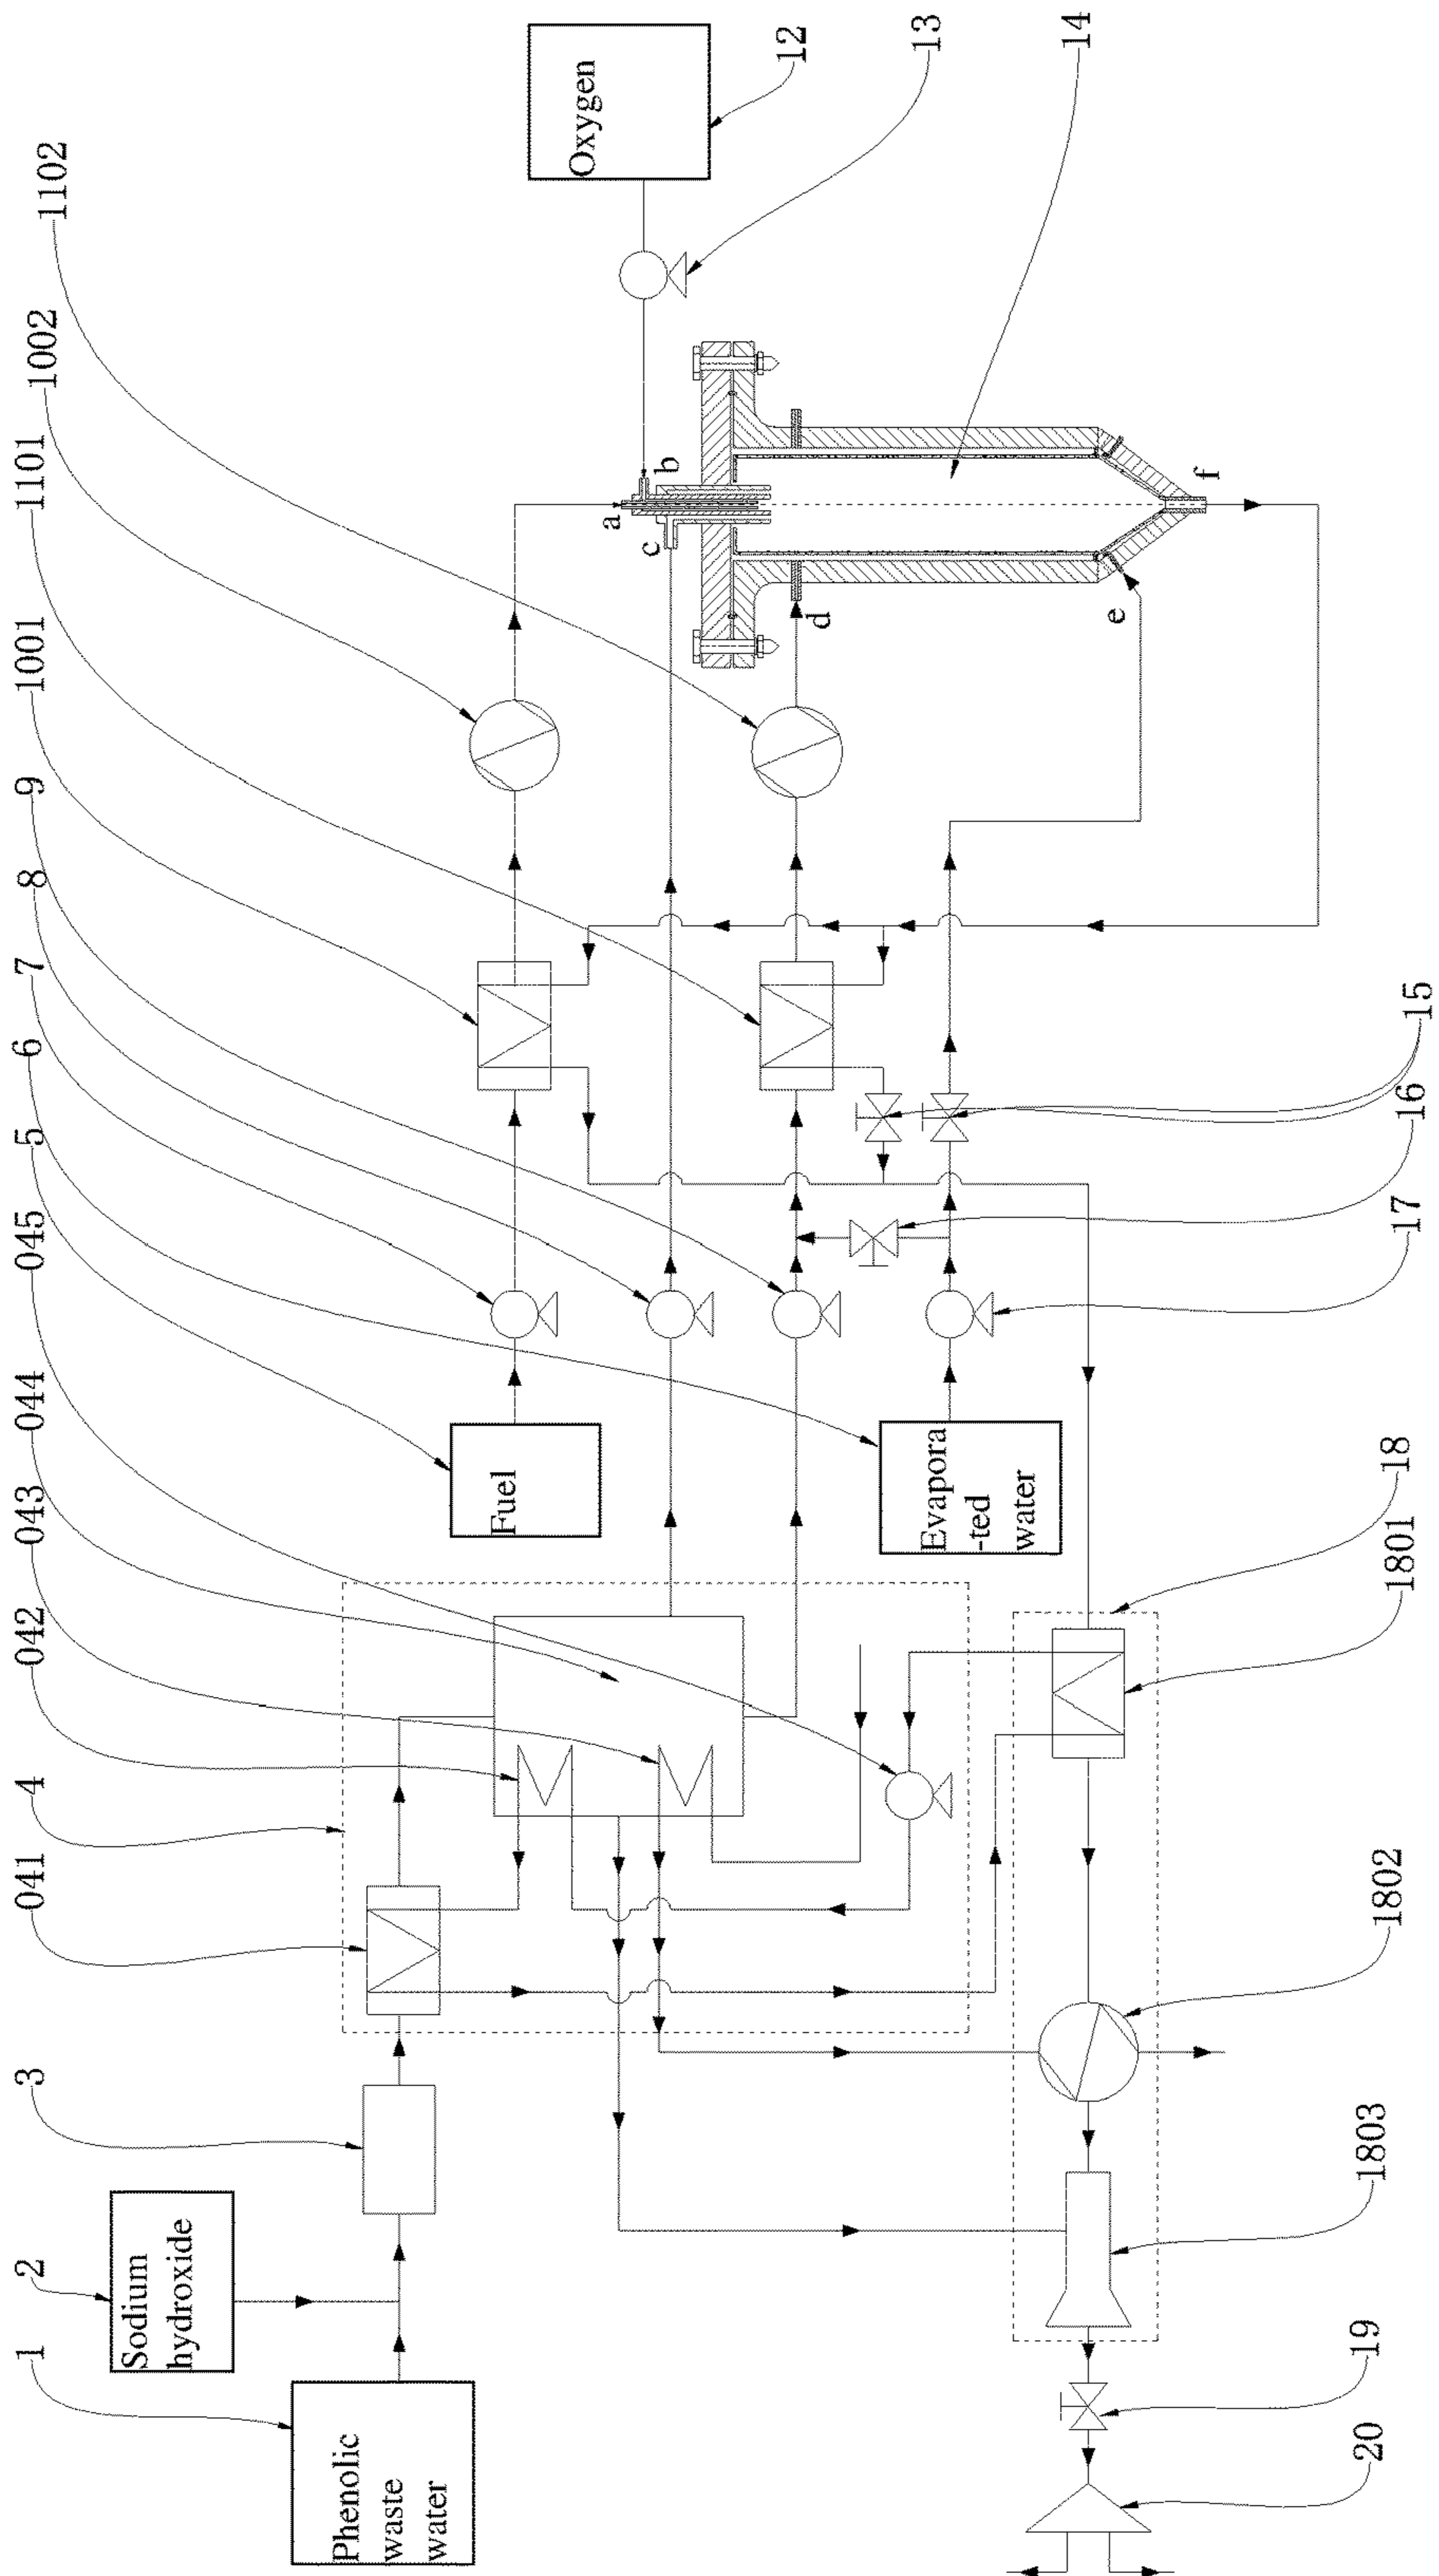 1
2
3
041
4
042
043
044
045
5
6
7
8
9
1001
1101
1002
1102
Phenolic
waste
water
Sodium
hydroxide
Fuel
Evapora
-ted
water
Oxygen
a
b
c
d
e
f
12
13
14
15
16
17
18
1801
1802
1803
19
20